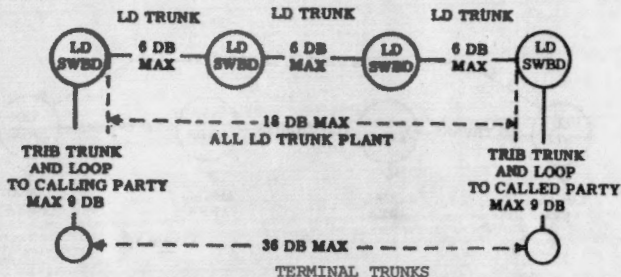 LD TRUNK LD TRUNK LD TRUNK
LD SWBD
6 DB MAX
LD SWBD
6 DB MAX
LD SWBD
6 DB MAX
LD SWBD
18 DB MAX
ALL LD TRUNK PLANT
TRIB TRUNK
AND LOOP
TO CALLING PARTY
MAX 9 DB
TRIB TRUNK
AND LOOP
TO CALLED PARTY
MAX 9 DB
36 DB MAX
TERMINAL TRUNKS